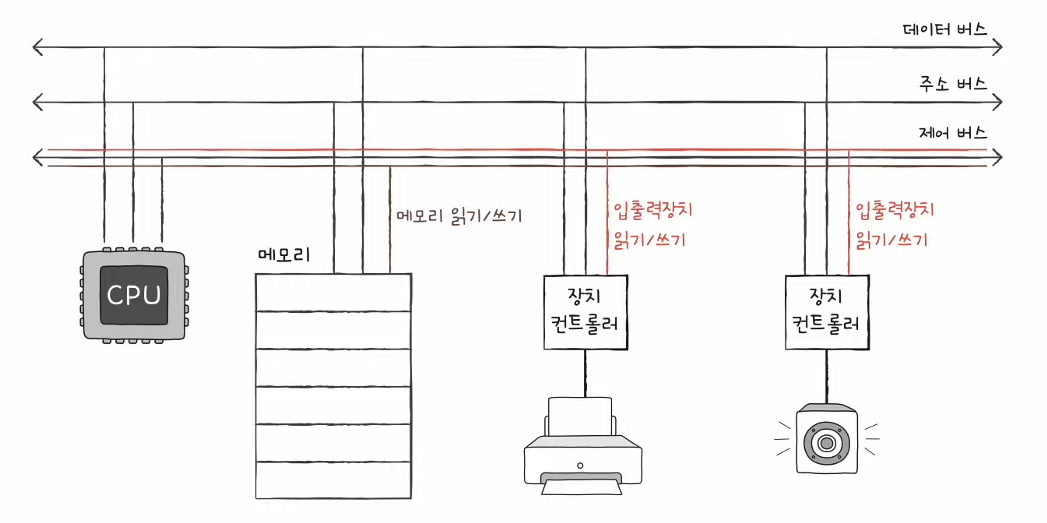 데이터 버스
주소 버스
제어 버스
메모리 읽기/쓰기
입출력장치
읽기/쓰기
입출력장치
읽기/쓰기
메모리
CPU
장치
컨트롤러
장치
컨트롤러